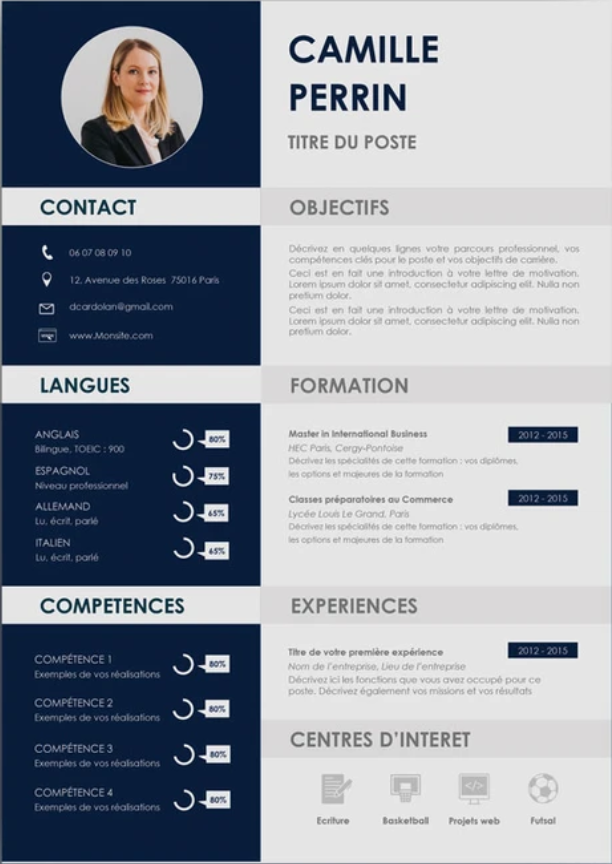 CAMILLE
PERRIN
TITRE DU POSTE
CONTACT
06 07 08 09 10
12, Avenue des Roses 75016 Paris
dcardolan@gmail.com
www.Monsite.com
LANGUES
ANGLAIS
80%
Bilingue, TOEIC : 900
ESPAGNOL
75%
Niveau professionnel
ALLEMAND
65%
Lu, écrit, parlé
ITALIEN
65%
Lu, écrit, parlé
COMPETENCES
COMPÉTENCE 1
80%
Exemples de vos réalisations
COMPÉTENCE 2
80%
Exemples de vos réalisations
COMPÉTENCE 3
80%
Exemples de vos réalisations
COMPÉTENCE 4
80%
Exemples de vos réalisations
OBJECTIFS
Décrivez en quelques lignes votre parcours professionnel, vos
compétences clés pour le poste et vos objectifs de carrière.
Ceci est en fait une introduction à votre lettre de motivation.
Lorem ipsum dolor sit amet, consectetur adipiscing elit. Nulla non
pretium dolor.
Ceci est en fait une introduction à votre lettre de motivation.
Lorem ipsum dolor sit amet, consectetur adipiscing elit. Nulla non
pretium dolor.
FORMATION
Master in International Business
2012 - 2015
HEC Paris, Cergy-Pontoise
Décrivez les spécialités de cette formation : vos diplômes,
les options et majeures de la formation
Classes préparatoires au Commerce
2012 - 2015
Lycée Louis Le Grand, Paris
Décrivez les spécialités de cette formation : vos diplômes,
les options et majeures de la formation
EXPERIENCES
Titre de votre première expérience
2012 - 2015
Nom de l'entreprise, Lieu de l'entreprise
Décrivez ici les fonctions que vous avez occupé pour ce
poste. Décrivez également vos missions et vos résultats
CENTRES D'INTERET
Ecriture
Basketball
Projets web
Futsal